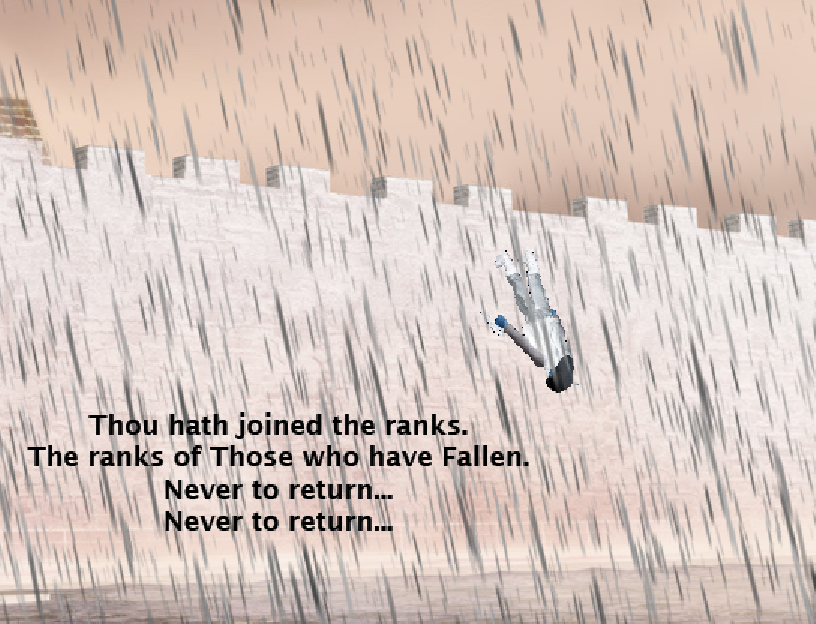 Thou hath joined the ranks.
The ranks of Those who have Fallen.
Never to return...
Never to return...